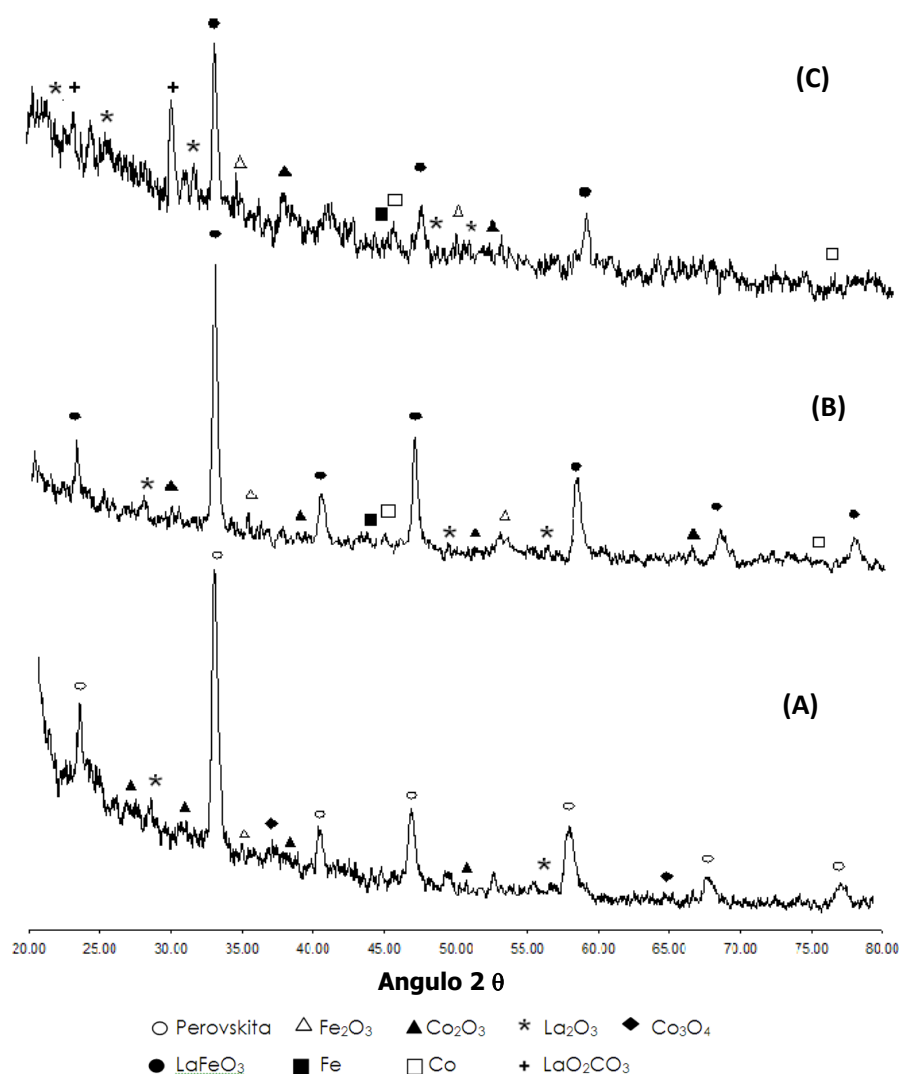 (C)
(B)
(A)
20.00 25.00 30.00 35.00 40.00 45.00 50.00 55.00 60.00 65.00 70.00 75.00 80.00
Angulo 2 θ
○ Perovskita △ Fe₂O₃ ▲ Co₂O₃ * La₂O₃ ◆ Co₃O₄
● LaFeO₃ ■ Fe □ Co + LaO₂CO₃